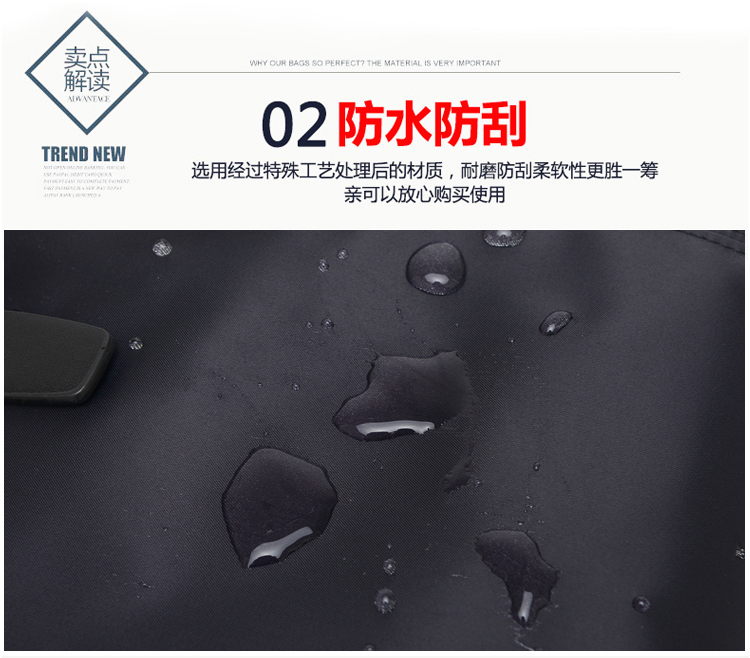 卖点
解读
ADVANTAGE
WHY OUR BAGS SO PERFECT? THE MATERIAL IS VERY IMPORTANT
02 防水防刮
TREND NEW
选用经过特殊工艺处理后的材质，耐磨防刮柔软性更胜一筹
亲可以放心购买使用